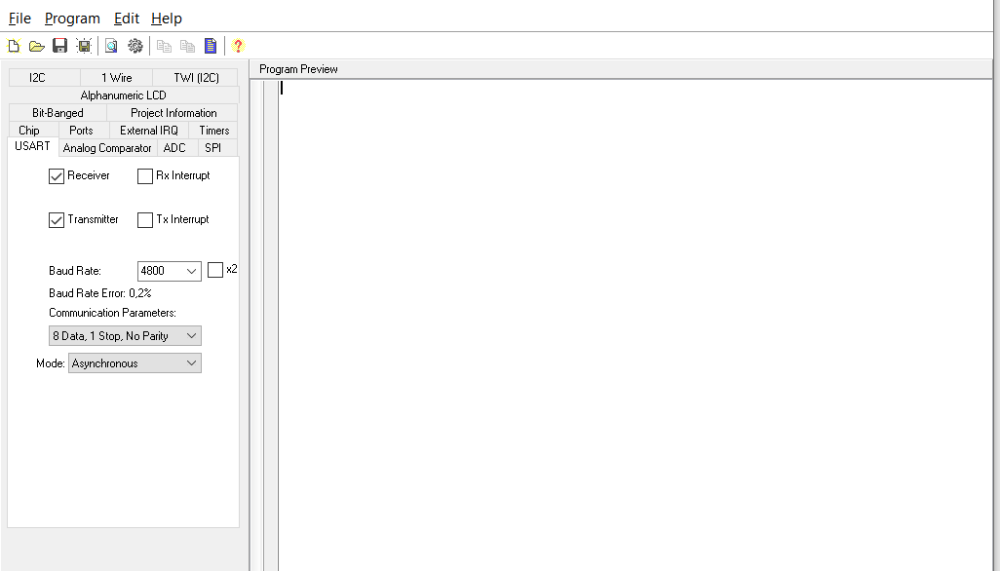 File Program Edit Help
?
I2C 1 Wire TWI (I2C)
Alphanumeric LCD
Bit-Banged Project Information
Chip Ports External IRQ Timers
USART Analog Comparator ADC SPI
Receiver Rx Interrupt
Transmitter Tx Interrupt
Baud Rate: 4800 x2
Baud Rate Error: 0,2%
Communication Parameters:
8 Data, 1 Stop, No Parity
Mode: Asynchronous
Program Preview